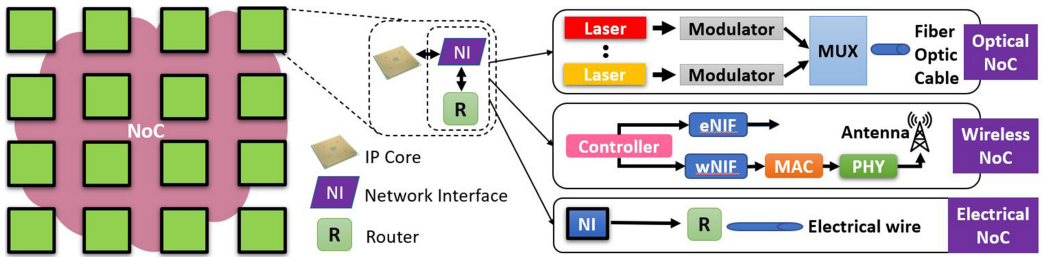 NoC
NI
R
IP Core
NI
Network Interface
R
Router
Laser
Modulator
:
Laser
Modulator
MUX
Fiber
Optic
Cable
Optical
NoC
Controller
eNIF
wNIF
MAC
PHY
Antenna
Wireless
NoC
NI
R
Electrical wire
Electrical
NoC